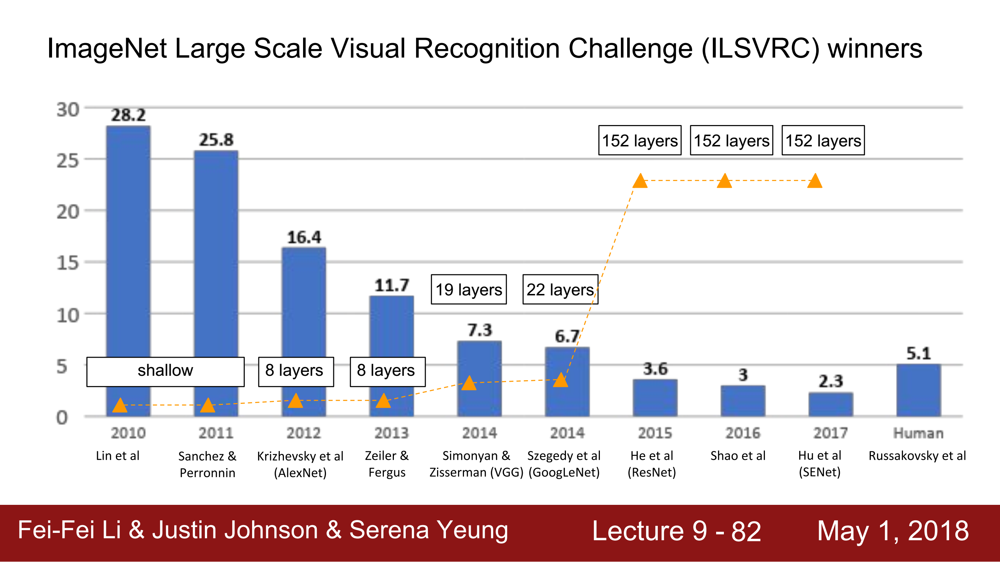 ImageNet Large Scale Visual Recognition Challenge (ILSVRC) winners
30
28.2
25.8
152 layers 152 layers 152 layers
25
20
16.4
15
11.7
19 layers 22 layers
10
7.3
6.7
5.1
shallow 8 layers 8 layers
5
3.6
3
2.3
0
2010 2011 2012 2013 2014 2014 2015 2016 2017 Human
Lin et al Sanchez & Krizhevsky et al Zeiler & Simonyan & Szegedy et al He et al Shao et al Hu et al Russakovsky et al
Perronnin (AlexNet) Fergus Zisserman (VGG) (GoogLeNet) (ResNet) (SENet)
Fei-Fei Li & Justin Johnson & Serena Yeung Lecture 9 - 82 May 1, 2018